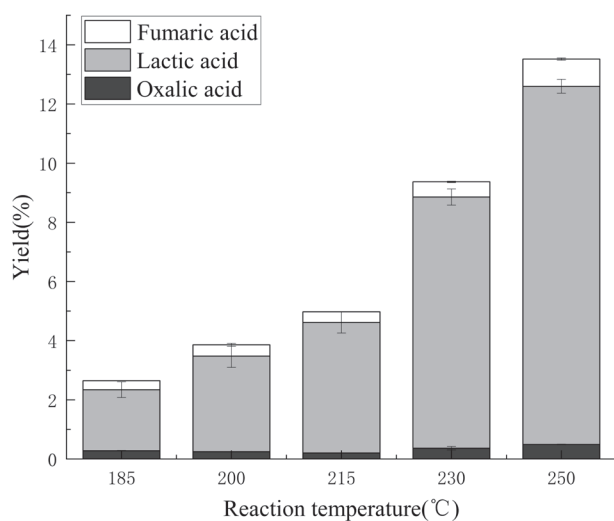 Fumaric acid
Lactic acid
Oxalic acid
14
12
10
8
6
4
2
0
Yield(%)
185 200 215 230 250
Reaction temperature(℃)